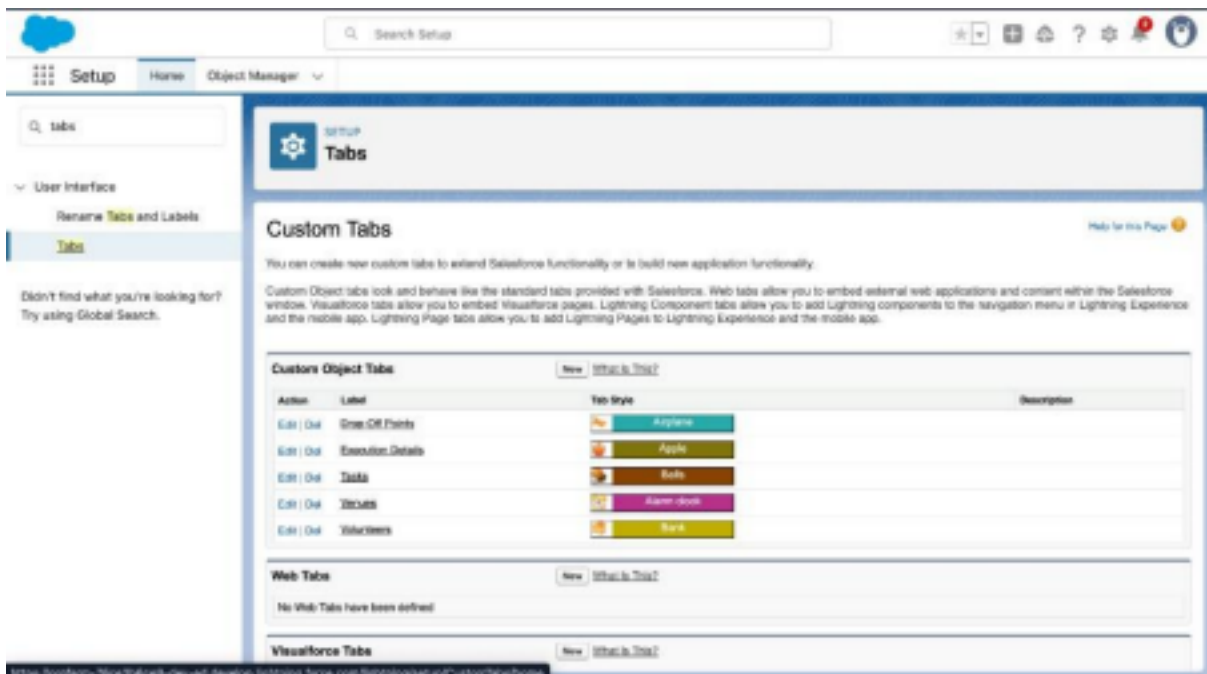 Search Setup
Setup
Home
Object Manager
tabs
User Interface
Rename Tabs and Labels
Tabs
Didn't find what you're looking for?
Try using Global Search.
SETUP
Tabs
Custom Tabs
Help for this Page
You can create new custom tabs to extend Salesforce functionality or to build new application functionality.
Custom Object tabs look and behave like the standard tabs provided with Salesforce. Web tabs allow you to embed external web applications and content within the Salesforce
window. Visualforce tabs allow you to embed Visualforce pages. Lightning Component tabs allow you to add Lightning components to the navigation menu in Lightning Experience
and the mobile app. Lightning Page tabs allow you to add Lightning Pages to Lightning Experience and the mobile app.
Custom Object Tabs New What Is This?
Action Label Tab Style Description
Edit | Del Drop Off Points Airplane
Edit | Del Execution Details Apple
Edit | Del Tasks Balls
Edit | Del Venues Alarm clock
Edit | Del Volunteers Bank
Web Tabs New What Is This?
No Web Tabs have been defined
Visualforce Tabs New What Is This?